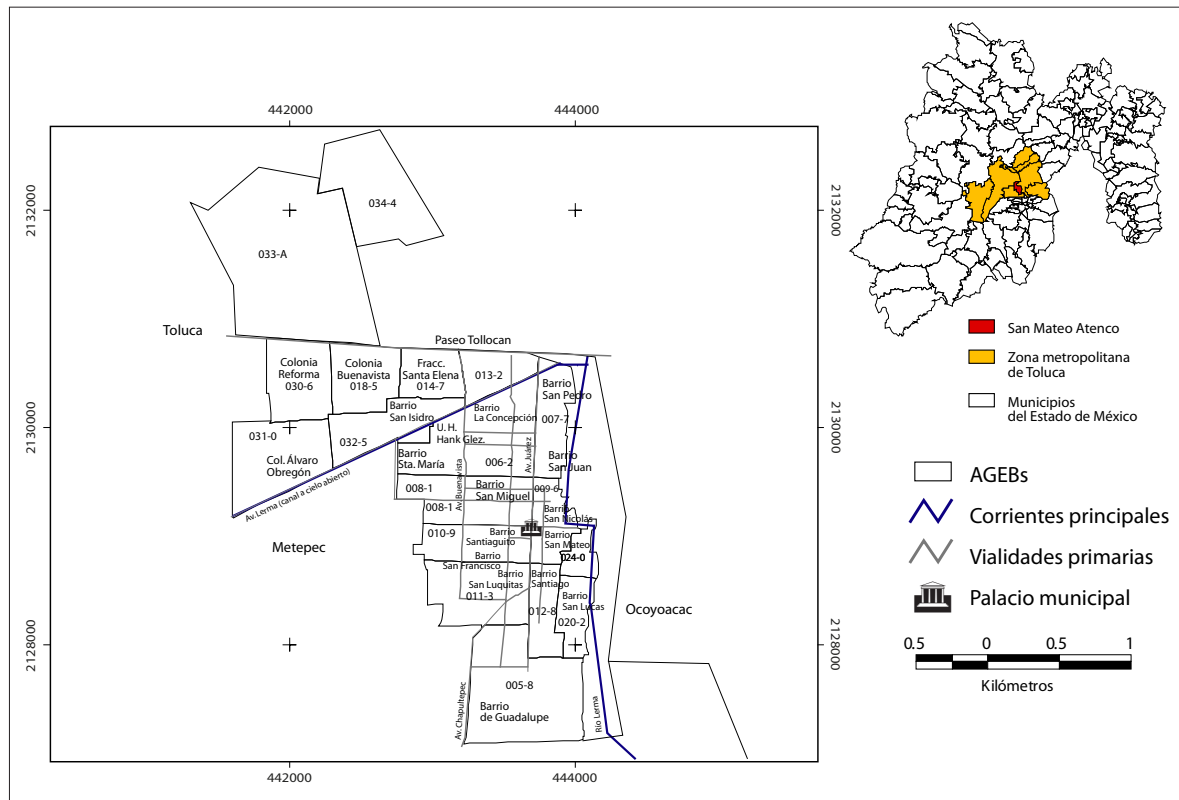 442000
444000
2132000
2132000
034-4
033-A
Toluca
Paseo Tollocan
Colonia
Reforma
030-6
Colonia
Buenavista
018-5
Fracc.
Santa Elena
014-7
013-2
Barrio
San Pedro
Barrio
San Isidro
Barrio
La Concepción
007-7
2130000
2130000
031-0
032-5
U. H.
Hank Glez.
Col. Álvaro
Obregón
Barrio
Sta. María
Av. Buenavista
006-2
Av. Juárez
Barrio
San Juan
008-1
Barrio
San Miguel
009-6
Av. Lerma (canal a cielo abierto)
008-1
Barrio
San Nicolás
Metepec
010-9
Barrio
Santiaguito
Barrio
San Mateo
024-0
Barrio
San Francisco
Barrio
San Luquitas
011-3
Barrio
Santiago
012-8
Barrio
San Lucas
020-2
Ocoyoacac
2128000
2128000
005-8
Barrio
de Guadalupe
Av. Chapultepec
Río Lerma
442000
444000
San Mateo Atenco
Zona metropolitana
de Toluca
Municipios
del Estado de México
AGEBs
Corrientes principales
Vialidades primarias
Palacio municipal
0.5 0 0.5 1
Kilómetros